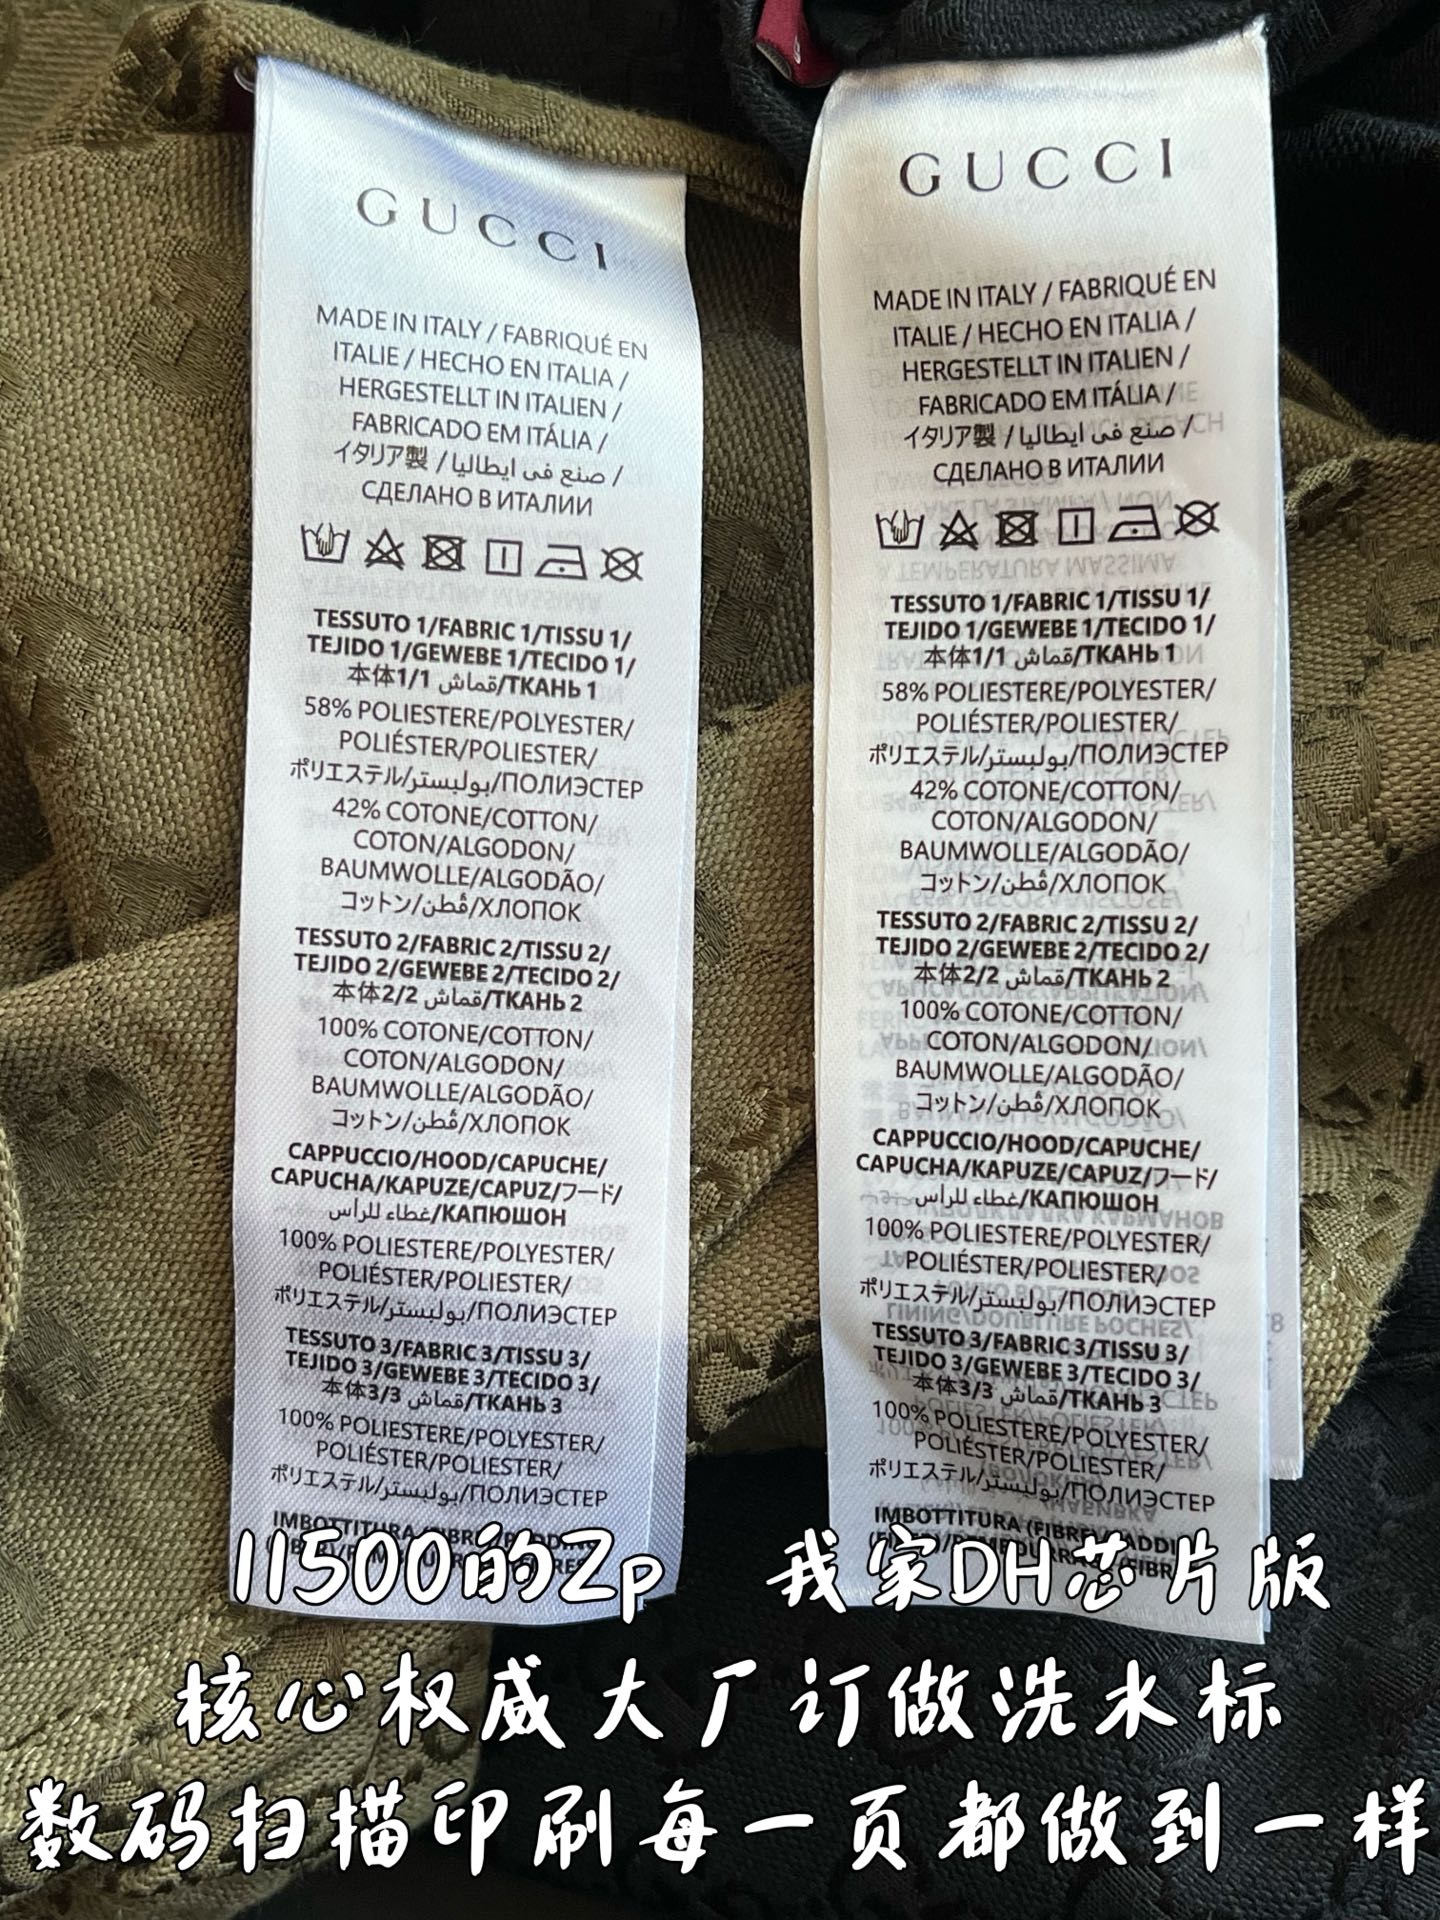 GUCCI
MADE IN ITALY / FABRIQUÉ EN
ITALIE / HECHO EN ITALIA /
HERGESTELLT IN ITALIEN /
FABRICADO EM ITÁLIA /
イタリア製 / صنع فى ايطاليا /
СДЕЛАНО В ИТАЛИИ
TESSUTO 1/FABRIC 1/TISSU 1/
TEJIDO 1/GEWEBE 1/TECIDO 1/
本体1/1 قماش/ТКАНЬ 1
58% POLIESTERE/POLYESTER/
POLIÉSTER/POLIESTER/
ポリエステル/بوليستر/ПОЛИЭСТЕР
42% COTONE/COTTON/
COTON/ALGODON/
BAUMWOLLE/ALGODÃO/
コットン/قُطن/ХЛОПОК
TESSUTO 2/FABRIC 2/TISSU 2/
TEJIDO 2/GEWEBE 2/TECIDO 2/
本体2/2 قماش/ТКАНЬ 2
100% COTONE/COTTON/
COTON/ALGODON/
BAUMWOLLE/ALGODÃO/
コットン/قُطن/ХЛОПОК
CAPPUCCIO/HOOD/CAPUCHE/
CAPUCHA/KAPUZE/CAPUZ/フード/
غطاء للراس/КАПЮШОН
100% POLIESTERE/POLYESTER/
POLIÉSTER/POLIESTER/
ポリエステル/بوليستر/ПОЛИЭСТЕР
TESSUTO 3/FABRIC 3/TISSU 3/
TEJIDO 3/GEWEBE 3/TECIDO 3/
本体3/3 قماش/ТКАНЬ 3
100% POLIESTERE/POLYESTER/
POLIÉSTER/POLIESTER/
ポリエステル/بوليستر/ПОЛИЭСТЕР
IMBOTTITURA
GUCCI
MADE IN ITALY / FABRIQUÉ EN
ITALIE / HECHO EN ITALIA /
HERGESTELLT IN ITALIEN /
FABRICADO EM ITÁLIA /
イタリア製 / صنع فى ايطاليا /
СДЕЛАНО В ИТАЛИИ
TESSUTO 1/FABRIC 1/TISSU 1/
TEJIDO 1/GEWEBE 1/TECIDO 1/
本体1/1 قماش/ТКАНЬ 1
58% POLIESTERE/POLYESTER/
POLIÉSTER/POLIESTER/
ポリエステル/بوليستر/ПОЛИЭСТЕР
42% COTONE/COTTON/
COTON/ALGODON/
BAUMWOLLE/ALGODÃO/
コットン/قُطن/ХЛОПОК
TESSUTO 2/FABRIC 2/TISSU 2/
TEJIDO 2/GEWEBE 2/TECIDO 2/
本体2/2 قماش/ТКАНЬ 2
100% COTONE/COTTON/
COTON/ALGODON/
BAUMWOLLE/ALGODÃO/
コットン/قُطن/ХЛОПОК
CAPPUCCIO/HOOD/CAPUCHE/
CAPUCHA/KAPUZE/CAPUZ/フード/
غطاء للراس/КАПЮШОН
100% POLIESTERE/POLYESTER/
POLIÉSTER/POLIESTER/
ポリエステル/بوليستر/ПОЛИЭСТЕР
TESSUTO 3/FABRIC 3/TISSU 3/
TEJIDO 3/GEWEBE 3/TECIDO 3/
本体3/3 قماش/ТКАНЬ 3
100% POLIESTERE/POLYESTER/
POLIÉSTER/POLIESTER/
ポリエステル/بوليستر/ПОЛИЭСТЕР
IMBOTTITURA (FIBRE)
11500的Zp 我家DH芯片版
核心权威大厂订做洗水标
数码扫描印刷每一页都做到一样